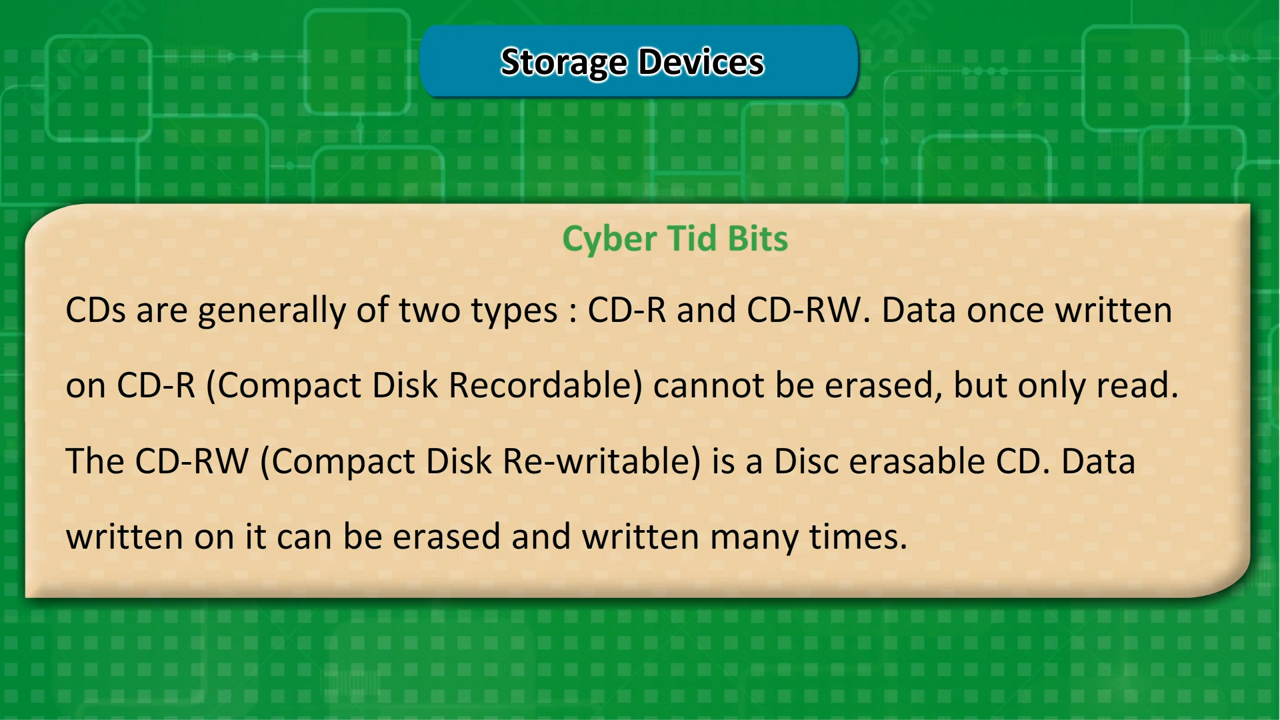 Storage Devices
Cyber Tid Bits
CDs are generally of two types : CD-R and CD-RW. Data once written
on CD-R (Compact Disk Recordable) cannot be erased, but only read.
The CD-RW (Compact Disk Re-writable) is a Disc erasable CD. Data
written on it can be erased and written many times.